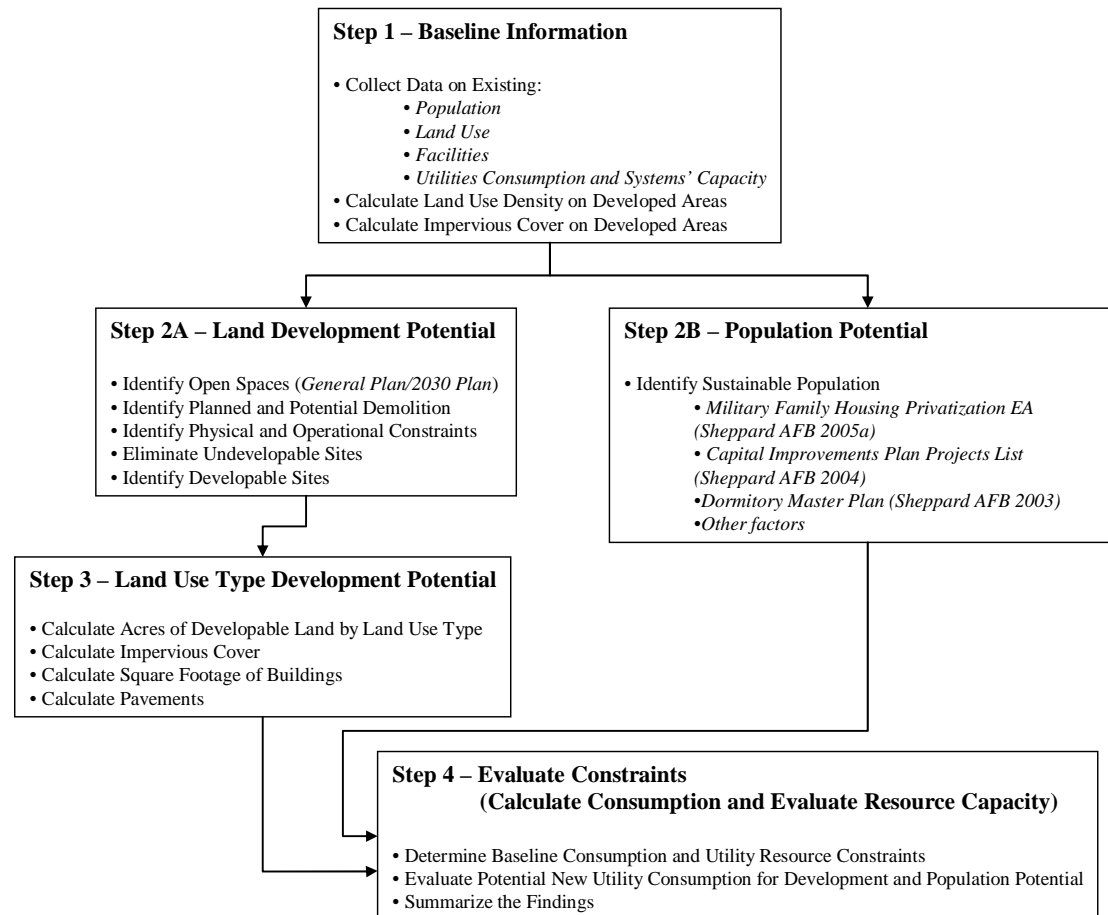 Step 1 – Baseline Information
• Collect Data on Existing:
• Population
• Land Use
• Facilities
• Utilities Consumption and Systems’ Capacity
• Calculate Land Use Density on Developed Areas
• Calculate Impervious Cover on Developed Areas
Step 2A – Land Development Potential
• Identify Open Spaces (General Plan/2030 Plan)
• Identify Planned and Potential Demolition
• Identify Physical and Operational Constraints
• Eliminate Undevelopable Sites
• Identify Developable Sites
Step 2B – Population Potential
• Identify Sustainable Population
• Military Family Housing Privatization EA
(Sheppard AFB 2005a)
• Capital Improvements Plan Projects List
(Sheppard AFB 2004)
•Dormitory Master Plan (Sheppard AFB 2003)
•Other factors
Step 3 – Land Use Type Development Potential
• Calculate Acres of Developable Land by Land Use Type
• Calculate Impervious Cover
• Calculate Square Footage of Buildings
• Calculate Pavements
Step 4 – Evaluate Constraints
(Calculate Consumption and Evaluate Resource Capacity)
• Determine Baseline Consumption and Utility Resource Constraints
• Evaluate Potential New Utility Consumption for Development and Population Potential
• Summarize the Findings